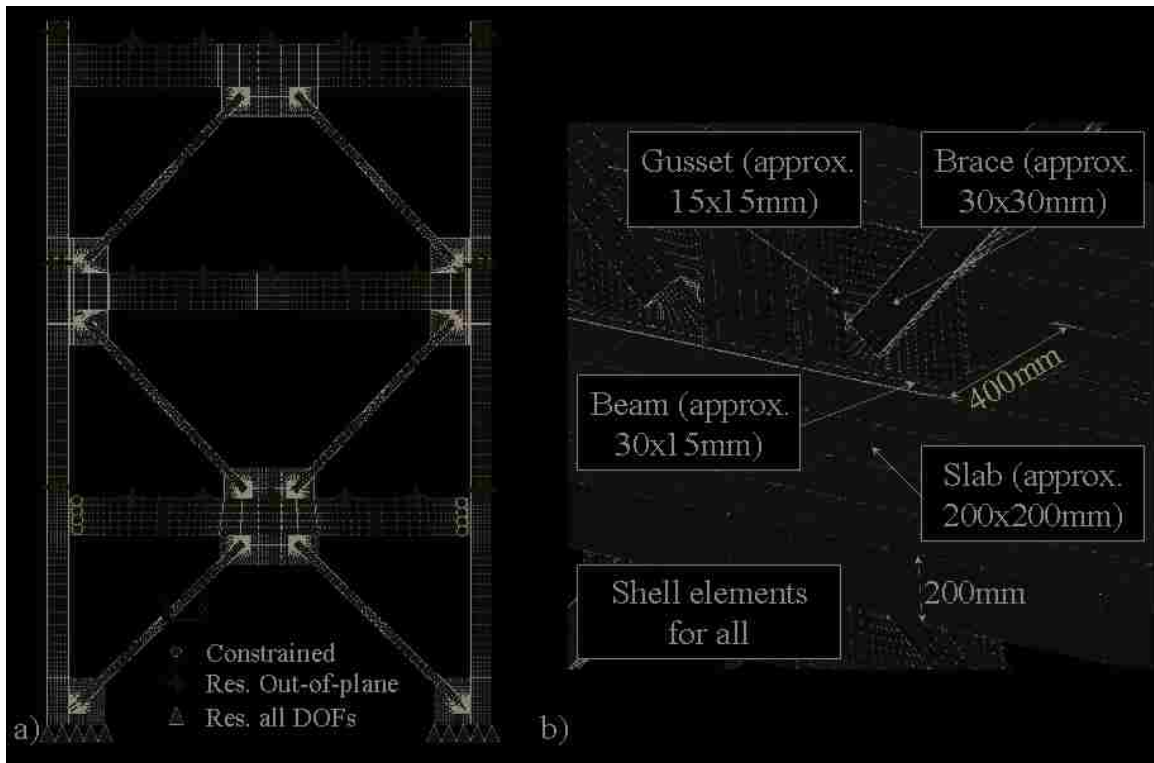 Constrained
Res. Out-of-plane
Res. all DOFs
a)
Gusset (approx.
15x15mm)
Brace (approx.
30x30mm)
400mm
Beam (approx.
30x15mm)
Slab (approx.
200x200mm)
200mm
Shell elements
for all
b)